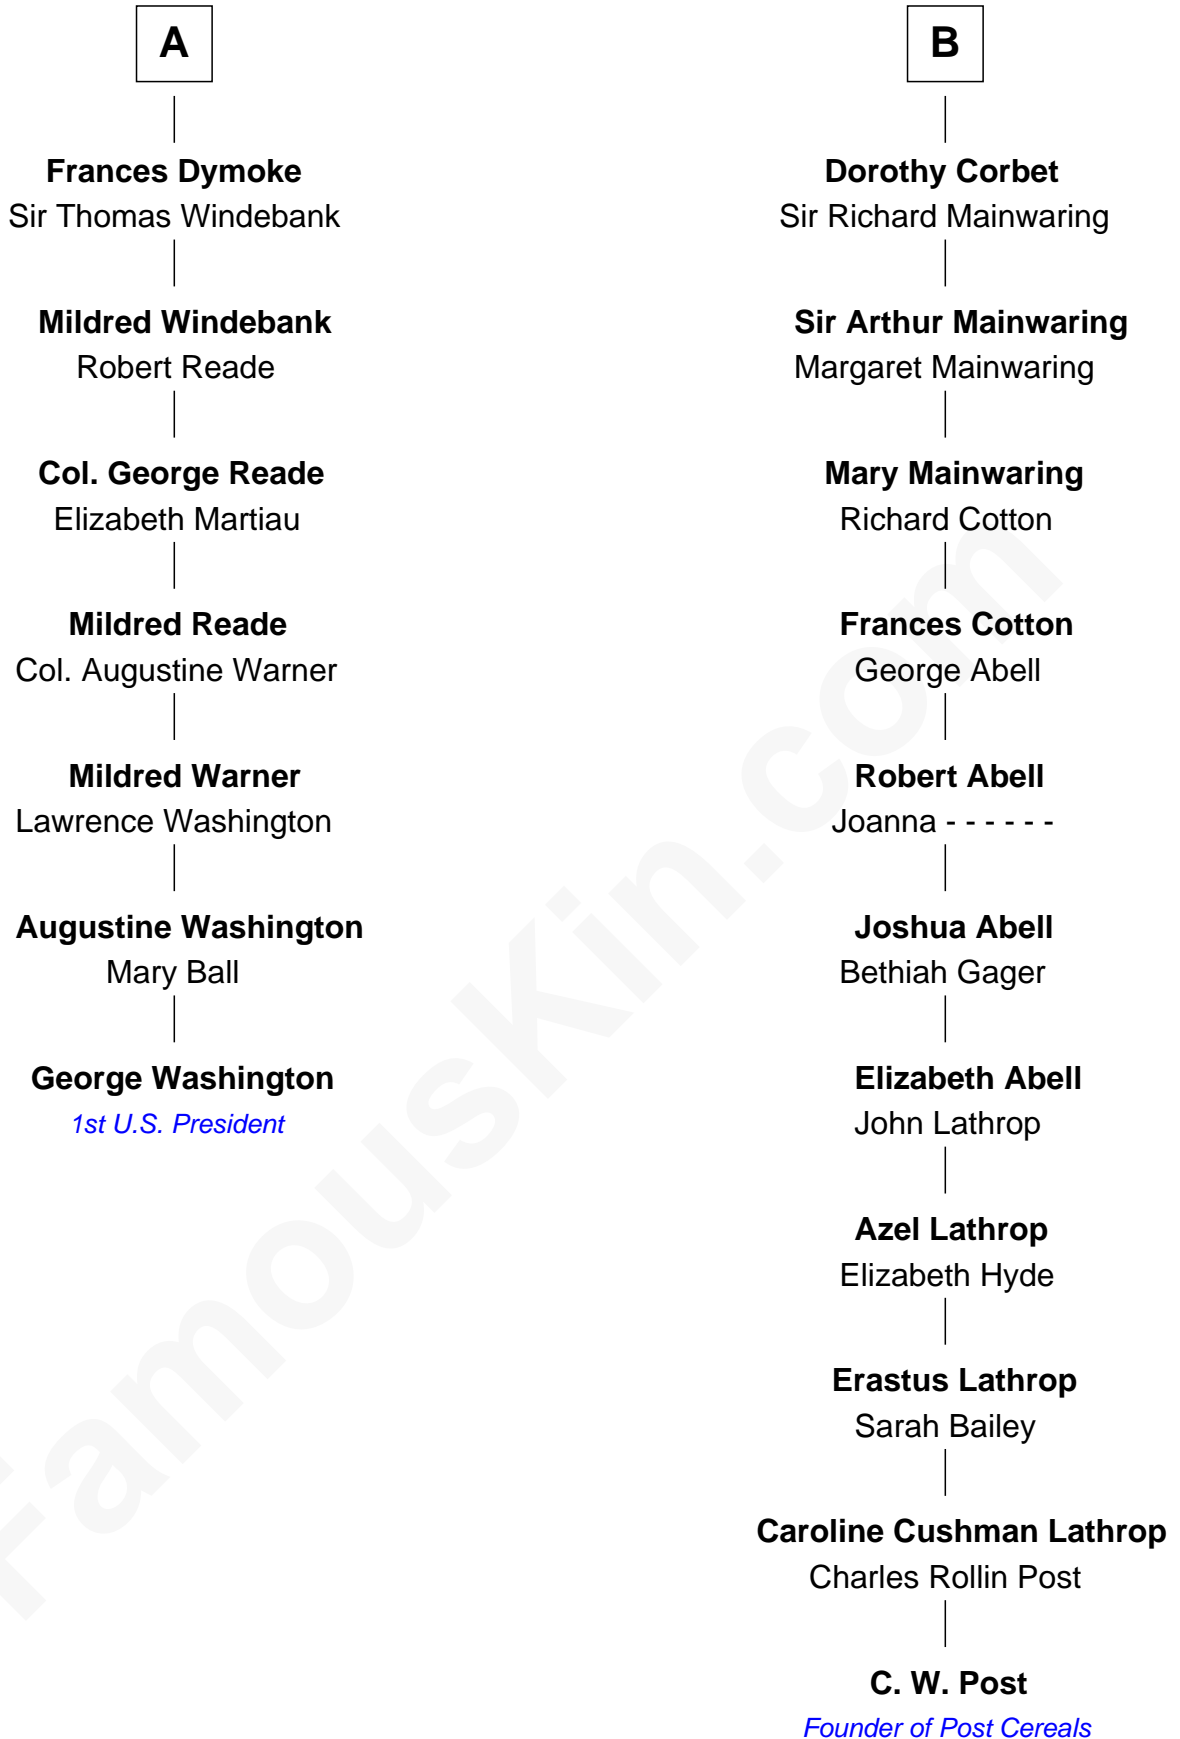 A
Frances Dymoke
Sir Thomas Windebank
Mildred Windebank
Robert Reade
Col. George Reade
Elizabeth Martiau
Mildred Reade
Col. Augustine Warner
Mildred Warner
Lawrence Washington
Augustine Washington
Mary Ball
George Washington
1st U.S. President
B
Dorothy Corbet
Sir Richard Mainwaring
Sir Arthur Mainwaring
Margaret Mainwaring
Mary Mainwaring
Richard Cotton
Frances Cotton
George Abell
Robert Abell
Joanna - - - - - -
Joshua Abell
Bethiah Gager
Elizabeth Abell
John Lathrop
Azel Lathrop
Elizabeth Hyde
Erastus Lathrop
Sarah Bailey
Caroline Cushman Lathrop
Charles Rollin Post
C. W. Post
Founder of Post Cereals
FamousKin.com